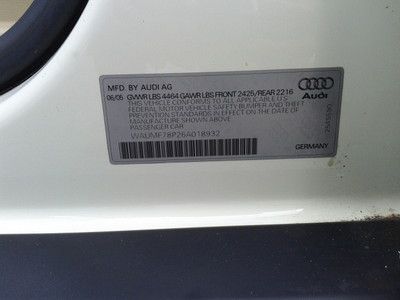 MFD. BY AUDI AG
06/05 GVWR LBS 4464 GAWR LBS FRONT 2425/REAR 2216
THIS VEHICLE CONFORMS TO ALL APPLICABLE U.S.
FEDERAL MOTOR VEHICLE SAFETY BUMPER AND THEFT
PREVENTION STANDARDS IN EFFECT ON THE DATE OF
MANUFACTURE SHOWN ABOVE
PASSENGER CAR
WAUMF78P26A018932
Audi
GERMANY